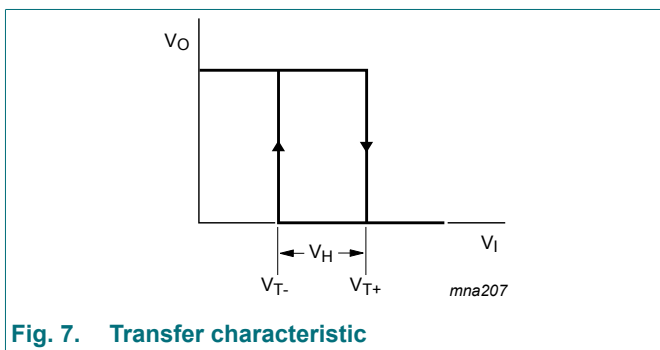 VO
VI
VH
VT-
VT+
mna207
Fig. 7. Transfer characteristic